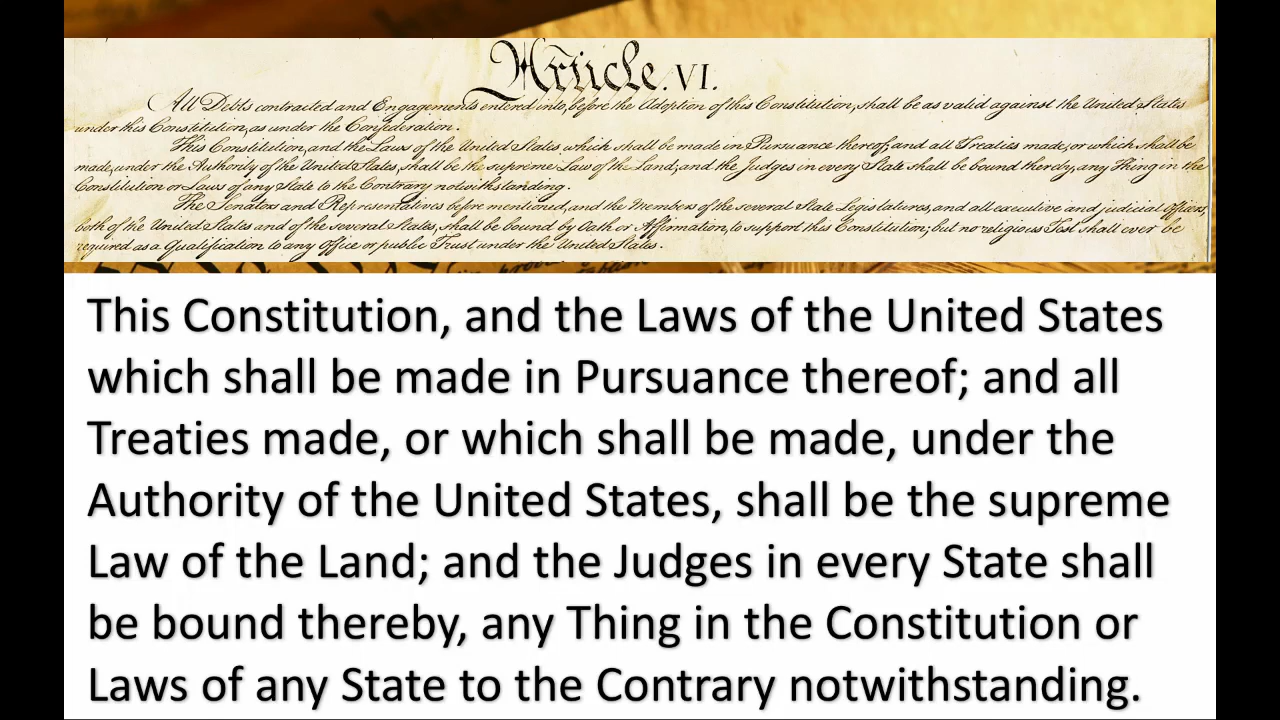 Article. VI.
All Debts contracted and Engagements entered into, before the Adoption of this Constitution, shall be as valid against the United States
under this Constitution, as under the Confederation.
This Constitution, and the Laws of the United States which shall be made in Pursuance thereof; and all Treaties made, or which shall be
made, under the Authority of the United States, shall be the supreme Law of the Land; and the Judges in every State shall be bound thereby, any Thing in the
Constitution or Laws of any State to the Contrary notwithstanding.
The Senators and Representatives before mentioned, and the Members of the several State Legislatures, and all executive and judicial Officers,
both of the United States and of the several States, shall be bound by Oath or Affirmation, to support this Constitution; but no religious Test shall ever be
required as a Qualification to any Office or public Trust under the United States.
This Constitution, and the Laws of the United States
which shall be made in Pursuance thereof; and all
Treaties made, or which shall be made, under the
Authority of the United States, shall be the supreme
Law of the Land; and the Judges in every State shall
be bound thereby, any Thing in the Constitution or
Laws of any State to the Contrary notwithstanding.